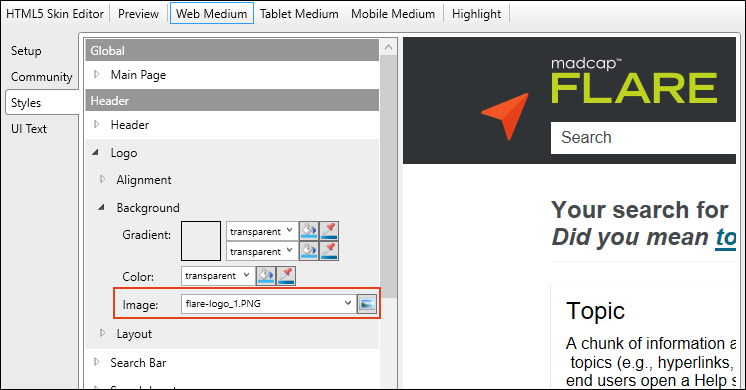 HTML5 Skin Editor Preview Web Medium Tablet Medium Mobile Medium Highlight
Setup
Community
Styles
UI Text
Global
Main Page
Header
Header
Logo
Alignment
Background
Gradient: transparent
transparent
Color: transparent
Image: flare-logo_1.PNG
Layout
Search Bar
madcap™
FLARE
Search
Your search for
Did you mean to
Topic
A chunk of information a
topics (e.g., hyperlinks,
end users open a Help s